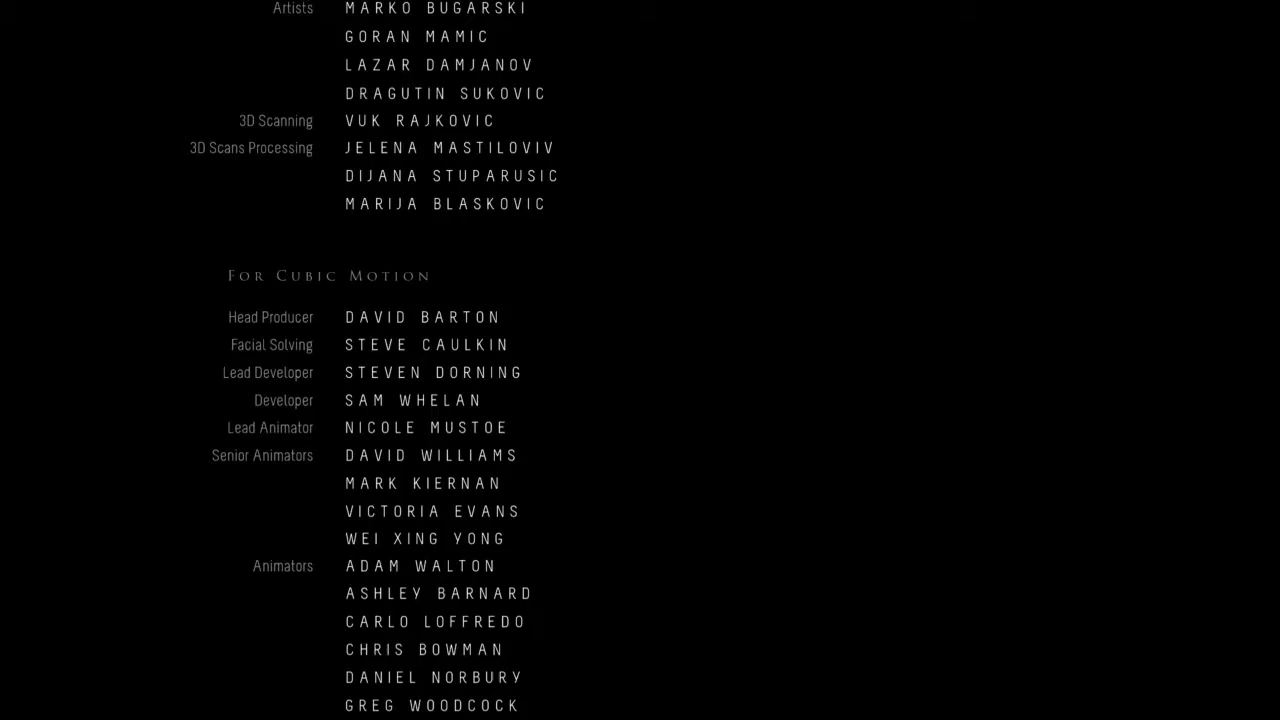 Artists MARKO BUGARSKI
GORAN MAMIC
LAZAR DAMJANOV
DRAGUTIN SUKOVIC
3D Scanning VUK RAJKOVIC
3D Scans Processing JELENA MASTILOVIV
DIJANA STUPARUSIC
MARIJA BLASKOVIC
FOR CUBIC MOTION
Head Producer DAVID BARTON
Facial Solving STEVE CAULKIN
Lead Developer STEVEN DORNING
Developer SAM WHELAN
Lead Animator NICOLE MUSTOE
Senior Animators DAVID WILLIAMS
MARK KIERNAN
VICTORIA EVANS
WEI XING YONG
Animators ADAM WALTON
ASHLEY BARNARD
CARLO LOFFREDO
CHRIS BOWMAN
DANIEL NORBURY
GREG WOODCOCK